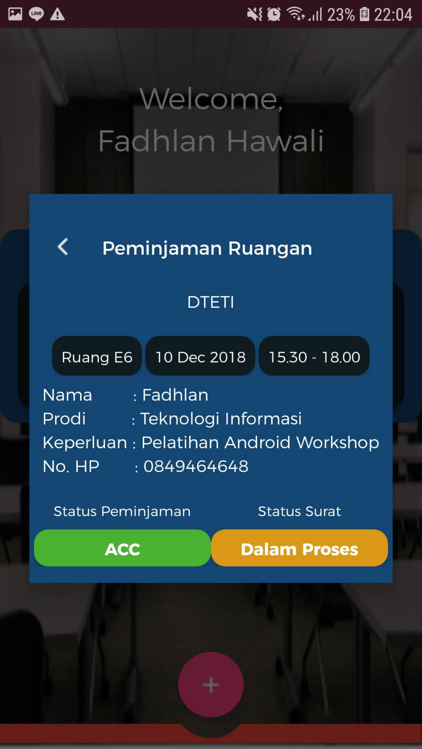 23% 22:04
Welcome,
Fadhlan Hawali
Peminjaman Ruangan
DTETI
Ruang E6 10 Dec 2018 15.30 - 18.00
Nama : Fadhlan
Prodi : Teknologi Informasi
Keperluan : Pelatihan Android Workshop
No. HP : 0849464648
Status Peminjaman Status Surat
ACC Dalam Proses
+